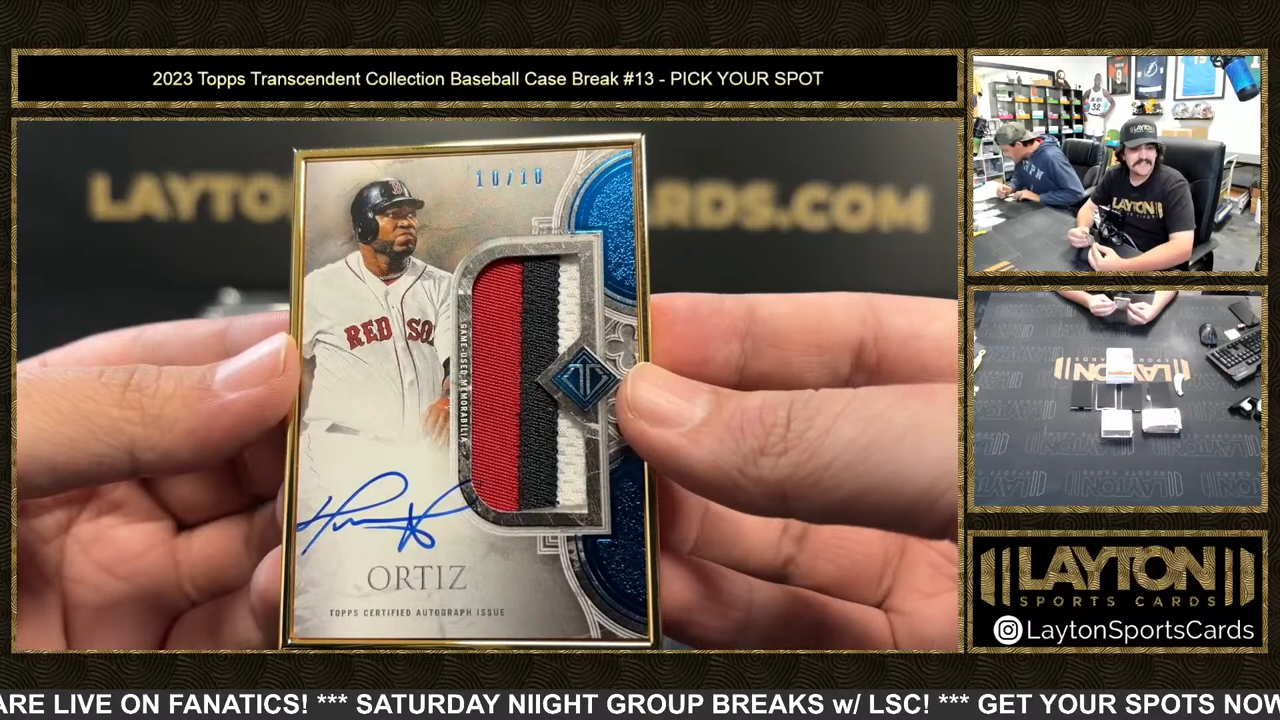 2023 Topps Transcendent Collection Baseball Case Break #13 - PICK YOUR SPOT
10/10
RED SO
GAME-USED MEMORABILIA
ORTIZ
TOPPS CERTIFIED AUTOGRAPH ISSUE
LAYTO
RDS.COM
LAYTON
LAYTON
LAYTON
SPORTS CARDS
LaytonSportsCards
ARE LIVE ON FANATICS! *** SATURDAY NIIGHT GROUP BREAKS w/ LSC! *** GET YOUR SPOTS NOW